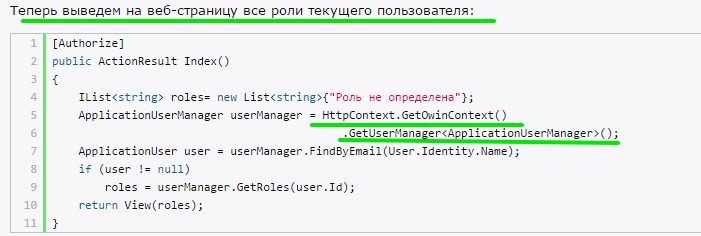 Теперь выведем на веб-страницу все роли текущего пользователя:
1 [Authorize]
2 public ActionResult Index()
3 {
4 IList<string> roles= new List<string>{"Роль не определена"};
5 ApplicationUserManager userManager = HttpContext.GetOwinContext()
6 .GetUserManager<ApplicationUserManager>();
7 ApplicationUser user = userManager.FindByEmail(User.Identity.Name);
8 if (user != null)
9 roles = userManager.GetRoles(user.Id);
10 return View(roles);
11 }